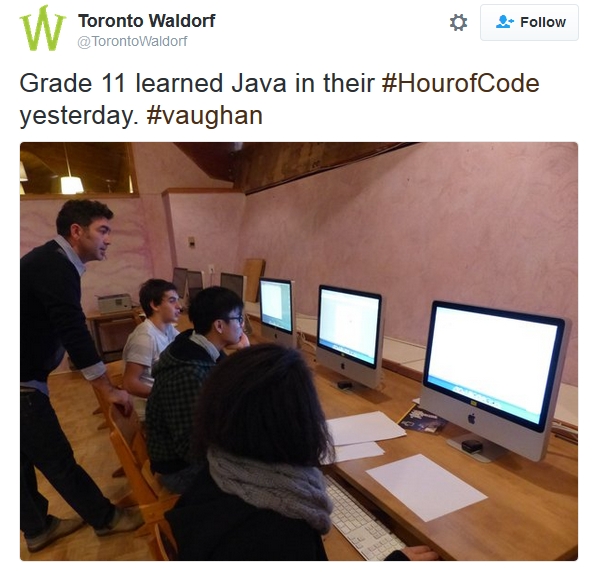 Toronto Waldorf
@TorontoWaldorf
Follow
Grade 11 learned Java in their #HourofCode
yesterday. #vaughan